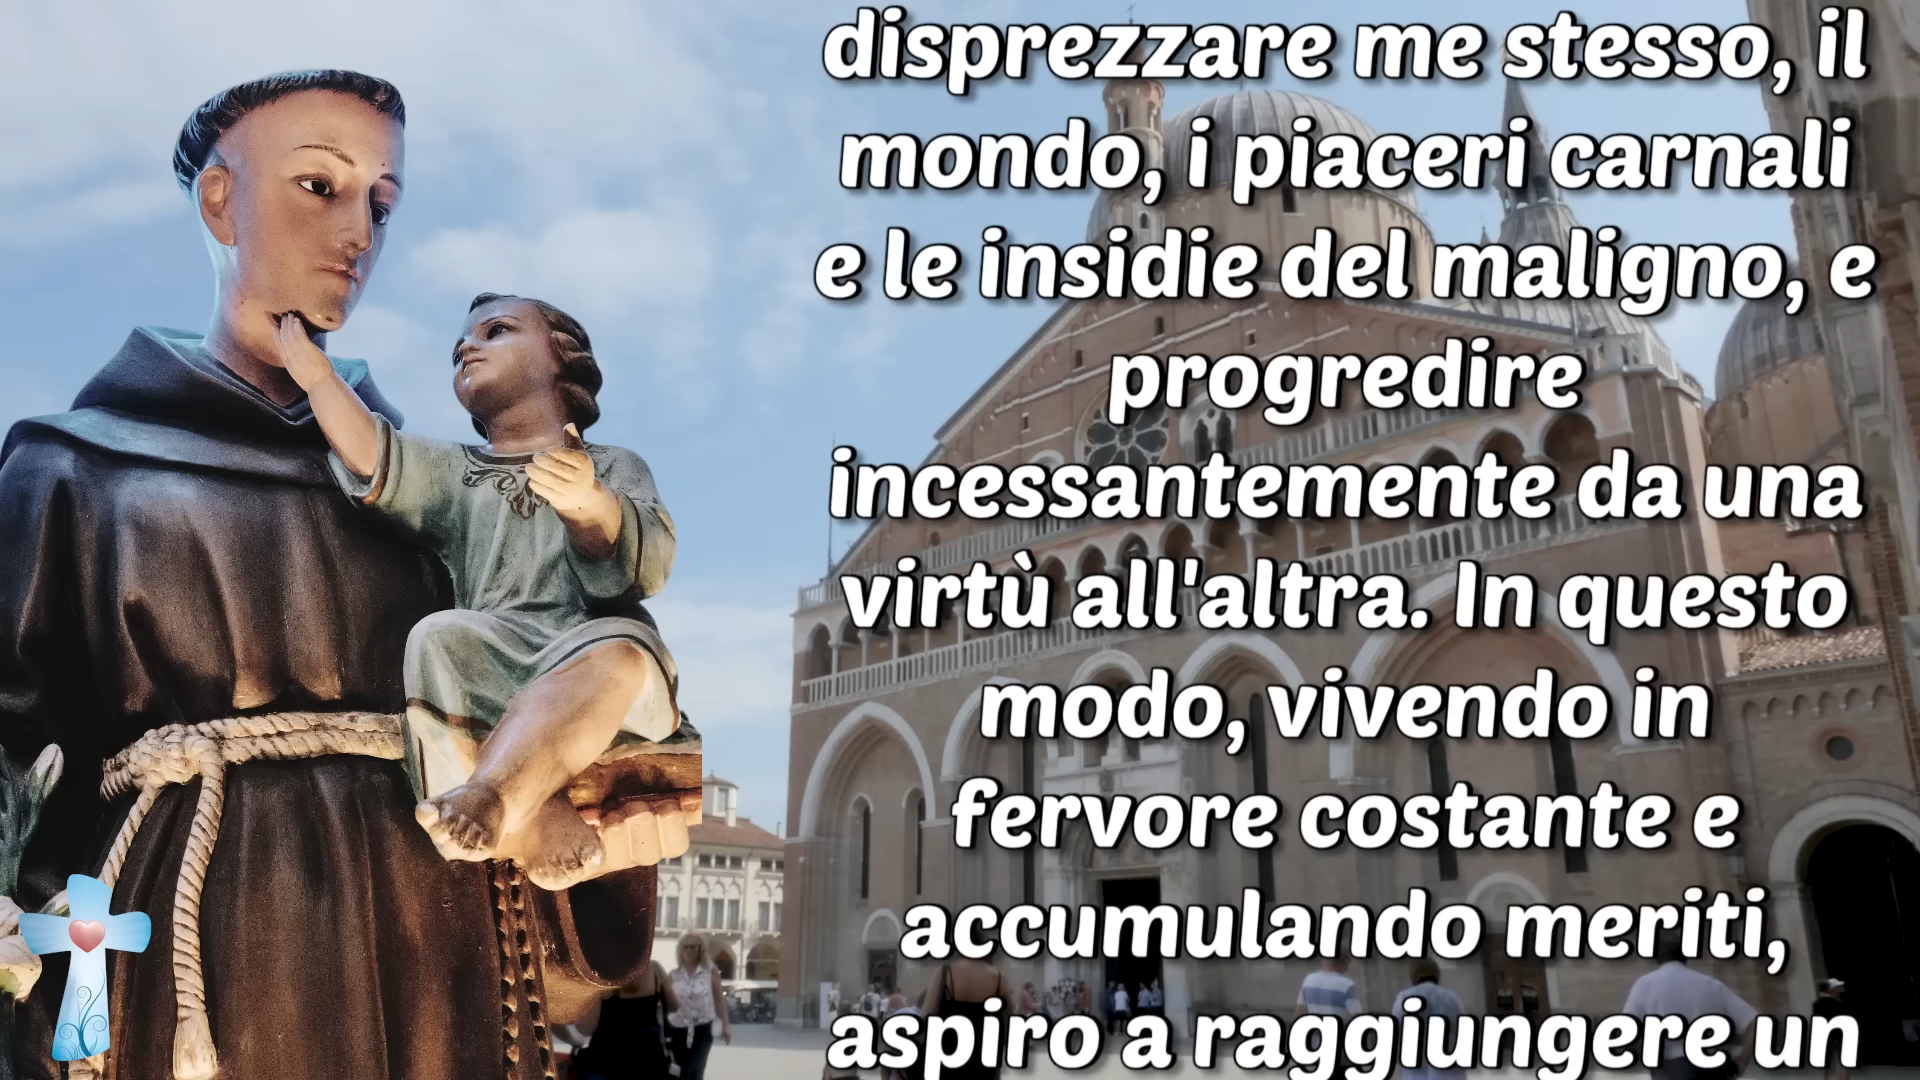 disprezzare me stesso, il
mondo, i piaceri carnali
e le insidie del maligno, e
progredire
incessantemente da una
virtù all'altra. In questo
modo, vivendo in
fervore costante e
accumulando meriti,
aspiro a raggiungere un